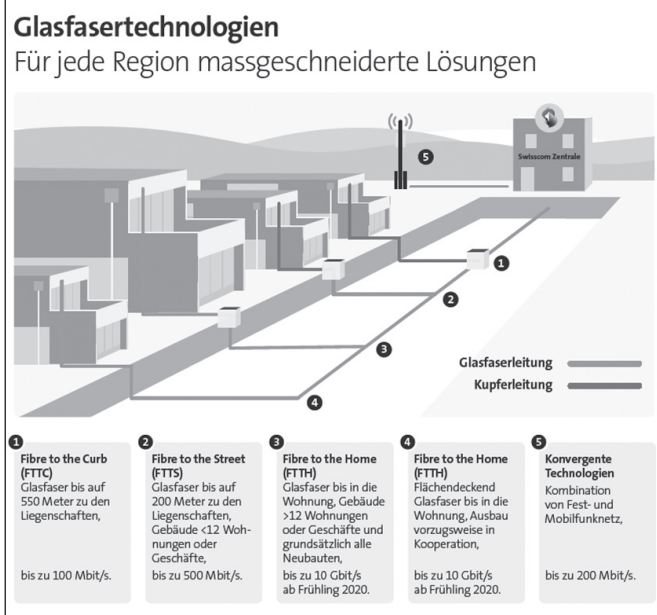 Glasfasertechnologien
Für jede Region massgeschneiderte Lösungen
5
Swisscom Zentrale
1
2
3
4
Glasfaserleitung
Kupferleitung
1
Fibre to the Curb
(FTTC)
Glasfaser bis auf
550 Meter zu den
Liegenschaften,
bis zu 100 Mbit/s.
2
Fibre to the Street
(FTTS)
Glasfaser bis auf
200 Meter zu den
Liegenschaften,
Gebäude <12 Woh-
nungen oder
Geschäfte,
bis zu 500 Mbit/s.
3
Fibre to the Home
(FTTH)
Glasfaser bis in die
Wohnung, Gebäude
>12 Wohnungen
oder Geschäfte und
grundsätzlich alle
Neubauten,
bis zu 10 Gbit/s
ab Frühling 2020.
4
Fibre to the Home
(FTTH)
Flächendeckend
Glasfaser bis in die
Wohnung, Ausbau
vorzugsweise in
Kooperation,
bis zu 10 Gbit/s
ab Frühling 2020.
5
Konvergente
Technologien
Kombination
von Fest- und
Mobilfunknetz,
bis zu 200 Mbit/s.